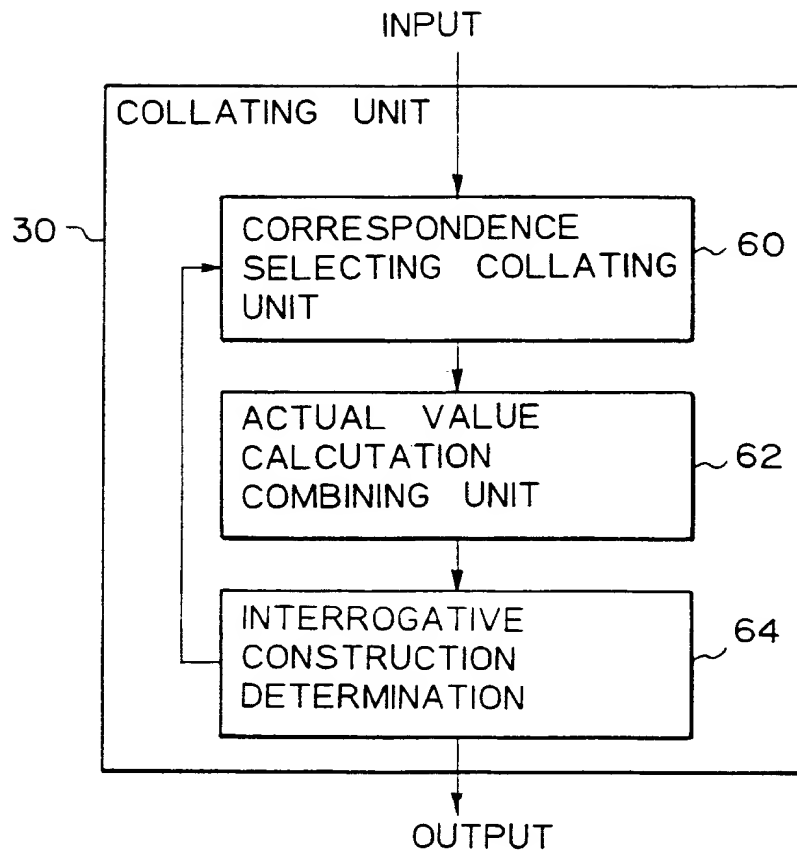 INPUT
COLLATING UNIT
30
CORRESPONDENCE
SELECTING COLLATING
UNIT
60
ACTUAL VALUE
CALCUTATION
COMBINING UNIT
62
INTERROGATIVE
CONSTRUCTION
DETERMINATION
64
OUTPUT